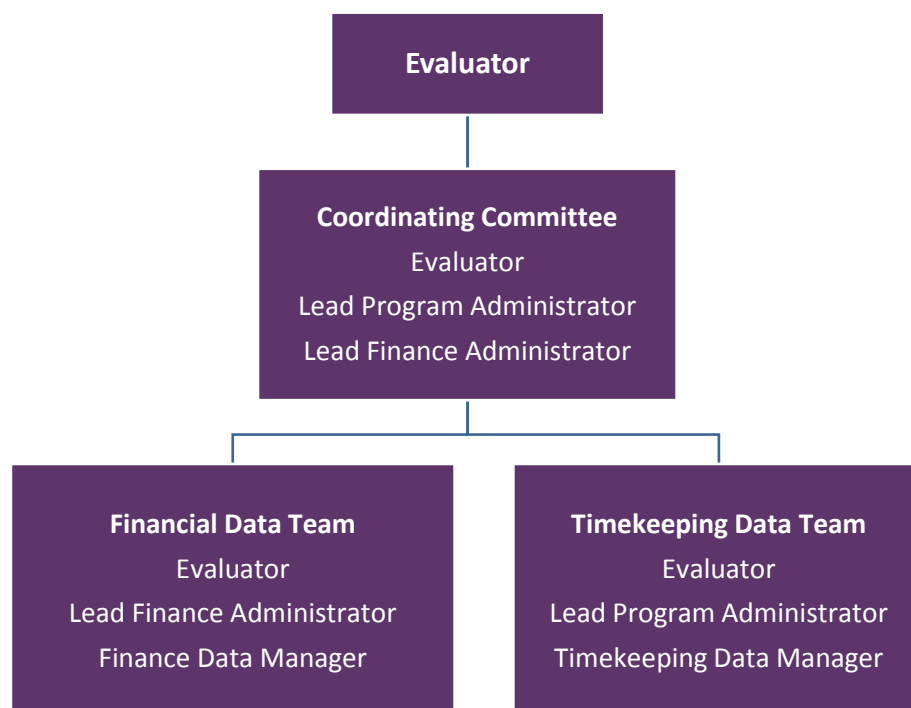 Evaluator
Coordinating Committee
Evaluator
Lead Program Administrator
Lead Finance Administrator
Financial Data Team
Evaluator
Lead Finance Administrator
Finance Data Manager
Timekeeping Data Team
Evaluator
Lead Program Administrator
Timekeeping Data Manager